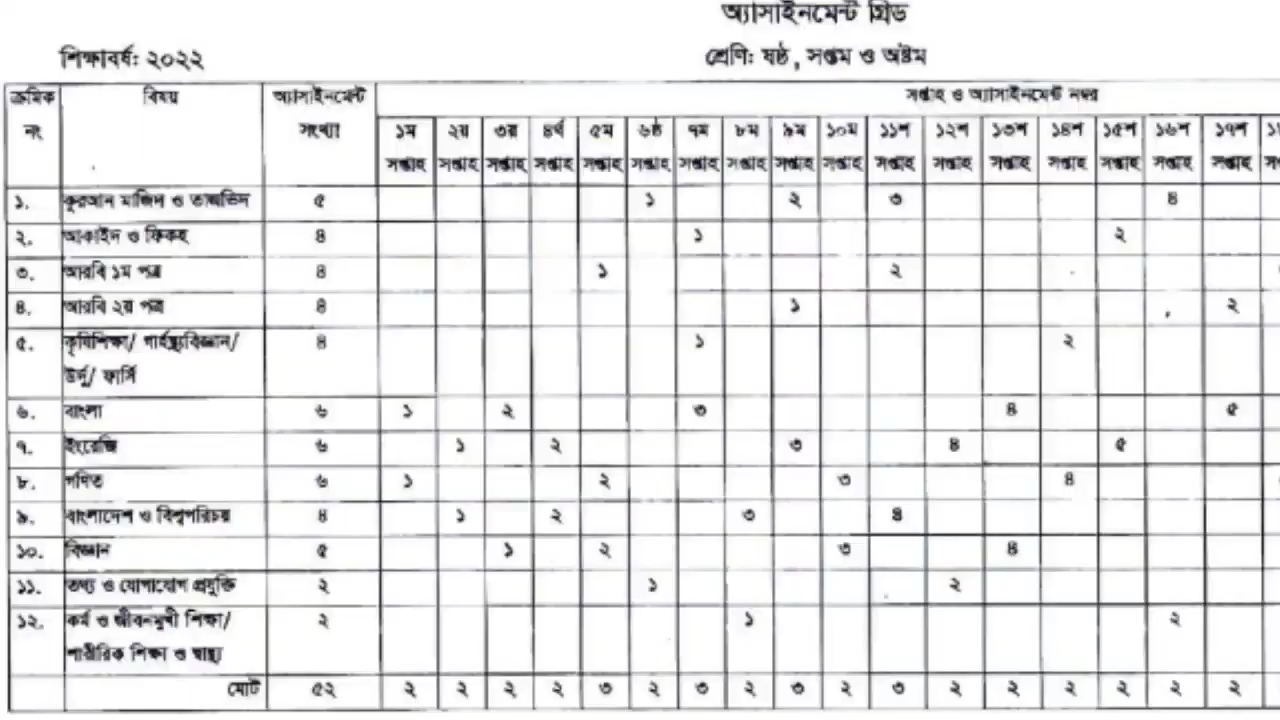 অ্যাসাইনমেন্ট গ্রিড
শিক্ষাবর্ষঃ ২০২২
শ্রেণিঃ ষষ্ঠ, সপ্তম ও অষ্টম
ক্রমিক নং বিষয় অ্যাসাইনমেন্ট সংখ্যা সপ্তাহ ও অ্যাসাইনমেন্ট নম্বর
১ম সপ্তাহ ২য় সপ্তাহ ৩য় সপ্তাহ ৪র্থ সপ্তাহ ৫ম সপ্তাহ ৬ষ্ঠ সপ্তাহ ৭ম সপ্তাহ ৮ম সপ্তাহ ৯ম সপ্তাহ ১০ম সপ্তাহ ১১শ সপ্তাহ ১২শ সপ্তাহ ১৩শ সপ্তাহ ১৪শ সপ্তাহ ১৫শ সপ্তাহ ১৬শ সপ্তাহ ১৭শ সপ্তাহ
১. কুরআন মাজিদ ও তাজভিদ ৫ ১ ২ ৩ ৪
২. আকাইদ ও ফিকহ ৪ ১ ২
৩. আরবি ১ম পত্র ৪ ১ ২
৪. আরবি ২য় পত্র ৪ ১ ২
৫. কৃষিশিক্ষা/ গার্হস্থ্যবিজ্ঞান/ ৪ ১ ২
উর্দু/ ফার্সি
৬. বাংলা ৬ ১ ২ ৩ ৪ ৫
৭. ইংরেজি ৬ ১ ২ ৩ ৪ ৫
৮. গণিত ৬ ১ ২ ৩ ৪
৯. বাংলাদেশ ও বিশ্বপরিচয় ৪ ১ ২ ৩ ৪
১০. বিজ্ঞান ৫ ১ ২ ৩ ৪
১১. তথ্য ও যোগাযোগ প্রযুক্তি ২ ১ ২
১২. কর্ম ও জীবনমুখী শিক্ষা/ ২ ১ ২
শারীরিক শিক্ষা ও স্বাস্থ্য
মোট ৫২ ২ ২ ২ ২ ৩ ২ ৩ ২ ৩ ২ ৩ ২ ২ ২ ২ ২ ২